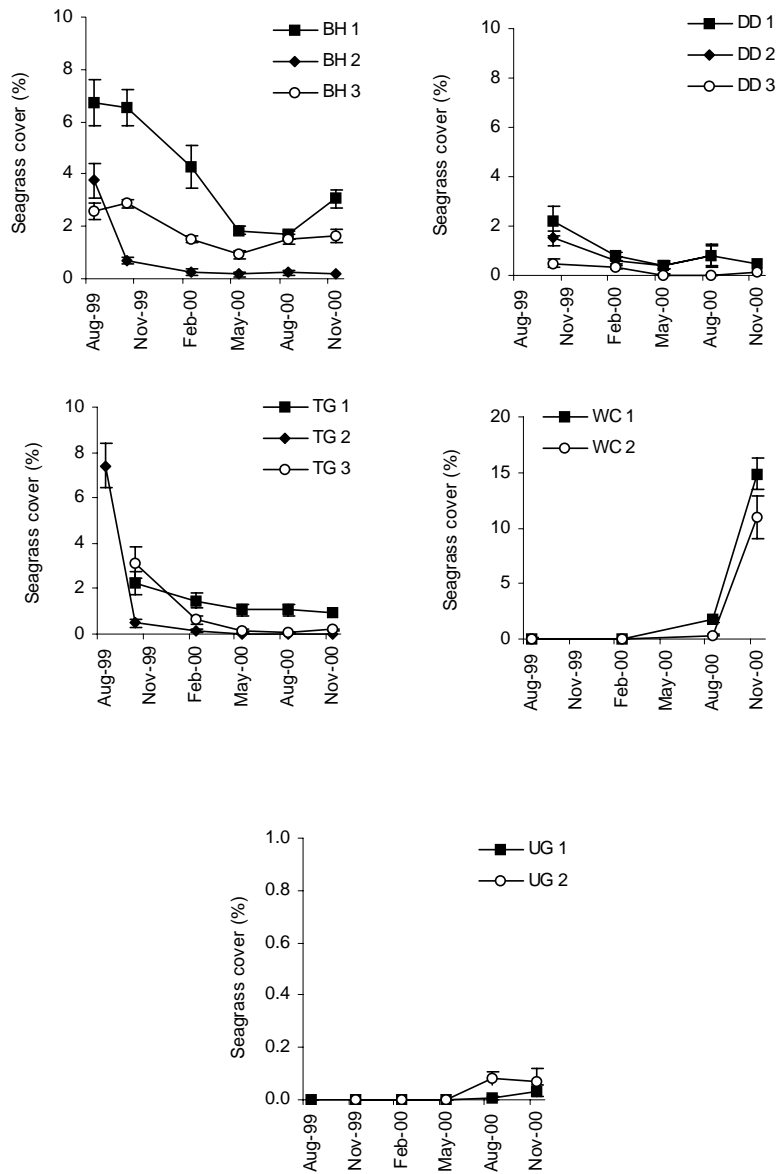 BH 1
BH 2
BH 3
Seagrass cover (%)
10
8
6
4
2
0
Aug-99
Nov-99
Feb-00
May-00
Aug-00
Nov-00
DD 1
DD 2
DD 3
Seagrass cover (%)
10
8
6
4
2
0
Aug-99
Nov-99
Feb-00
May-00
Aug-00
Nov-00
TG 1
TG 2
TG 3
Seagrass cover (%)
10
8
6
4
2
0
Aug-99
Nov-99
Feb-00
May-00
Aug-00
Nov-00
WC 1
WC 2
Seagrass cover (%)
20
15
10
5
0
Aug-99
Nov-99
Feb-00
May-00
Aug-00
Nov-00
UG 1
UG 2
Seagrass cover (%)
1.0
0.8
0.6
0.4
0.2
0.0
Aug-99
Nov-99
Feb-00
May-00
Aug-00
Nov-00